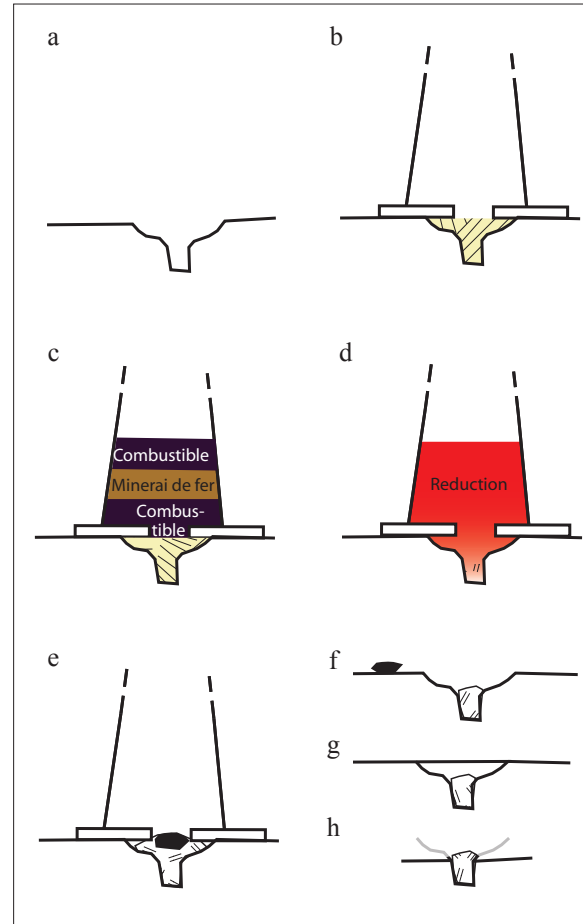 a
b
c
Combustible
Minerai de fer
Combus-
tible
d
Reduction
e
f
g
h